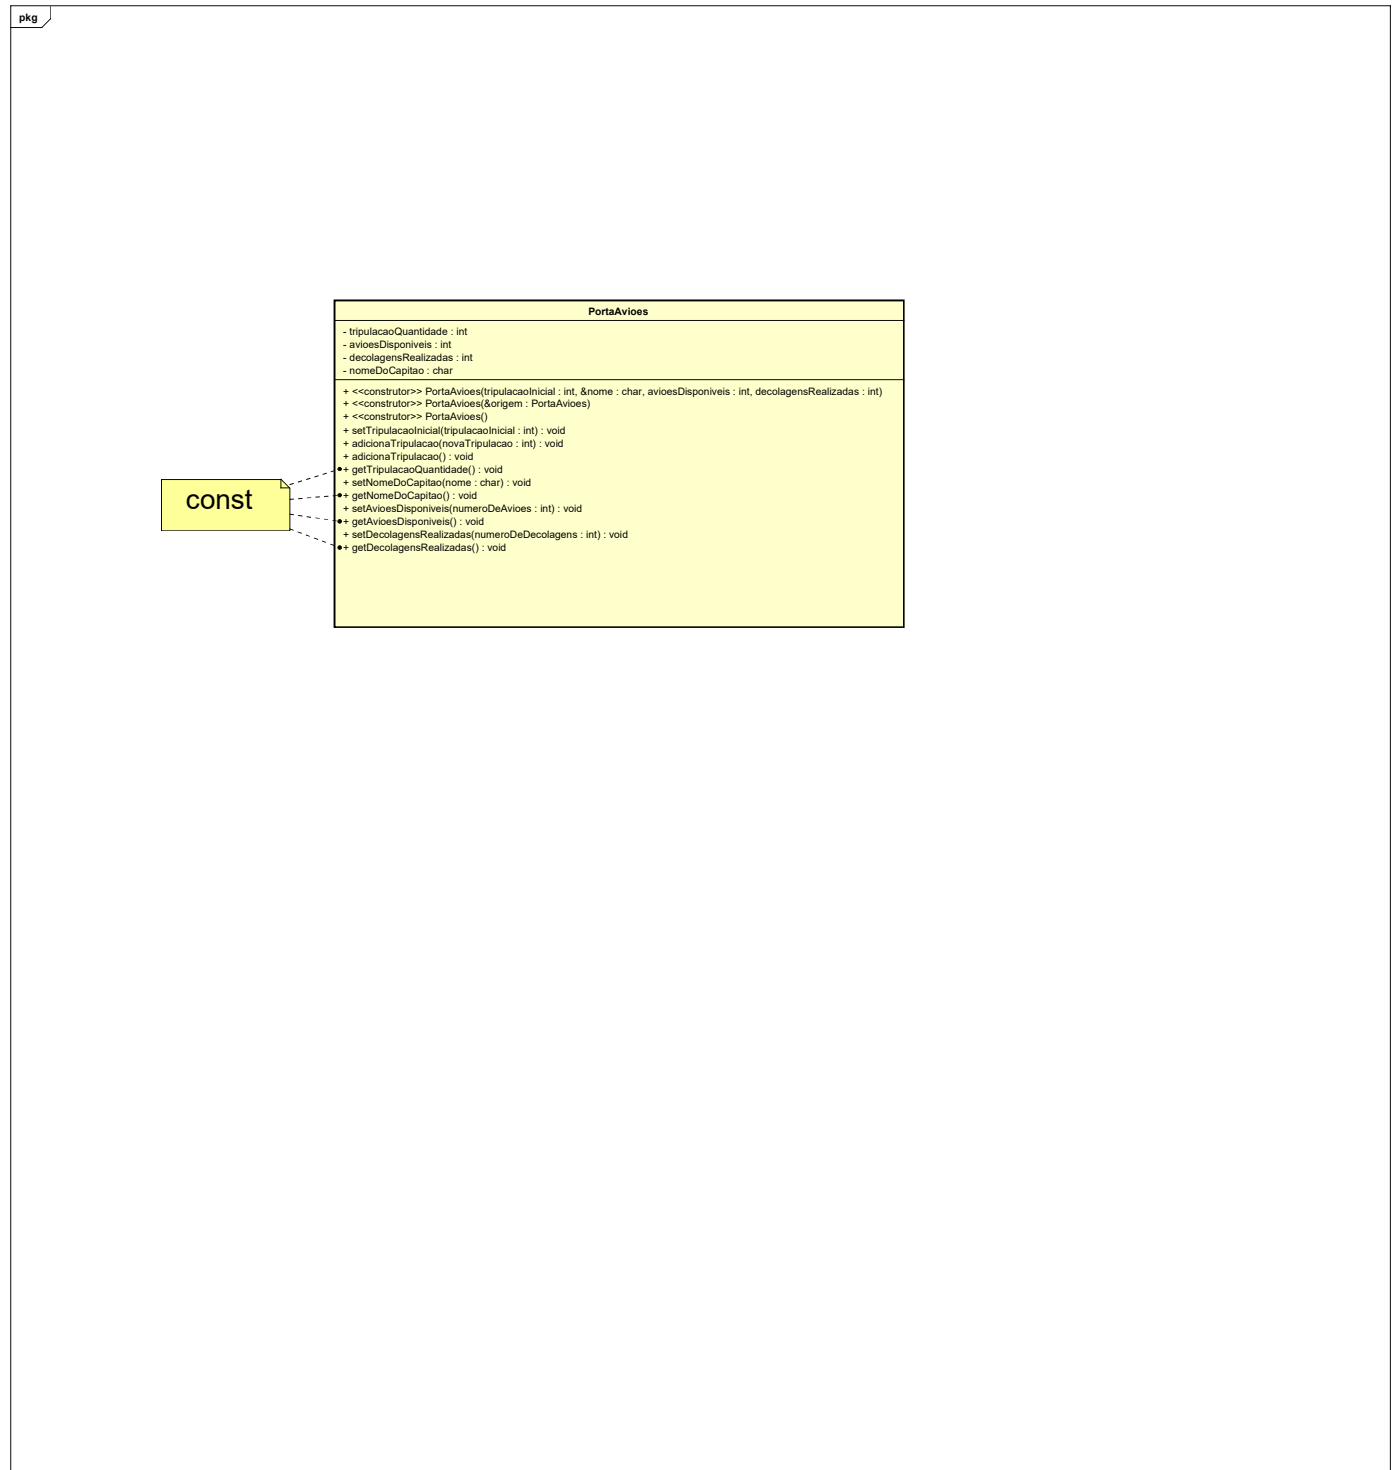 pkg
PortaAvioes
- tripulacaoQuantidade : int
- avioesDisponiveis : int
- decolagensRealizadas : int
- nomeDoCapitao : char
+ <<construtor>> PortaAvioes(tripulacaoInicial : int, &nome : char, avioesDisponiveis : int, decolagensRealizadas : int)
+ <<construtor>> PortaAvioes(&origem : PortaAvioes)
+ <<construtor>> PortaAvioes()
+ setTripulacaoInicial(tripulacaoInicial : int) : void
+ adicionaTripulacao(novaTripulacao : int) : void
+ adicionaTripulacao() : void
+ getTripulacaoQuantidade() : void
+ setNomeDoCapitao(nome : char) : void
+ getNomeDoCapitao() : void
+ setAvioesDisponiveis(numeroDeAvioes : int) : void
+ getAvioesDisponiveis() : void
+ setDecolagensRealizadas(numeroDeDecolagens : int) : void
+ getDecolagensRealizadas() : void
const